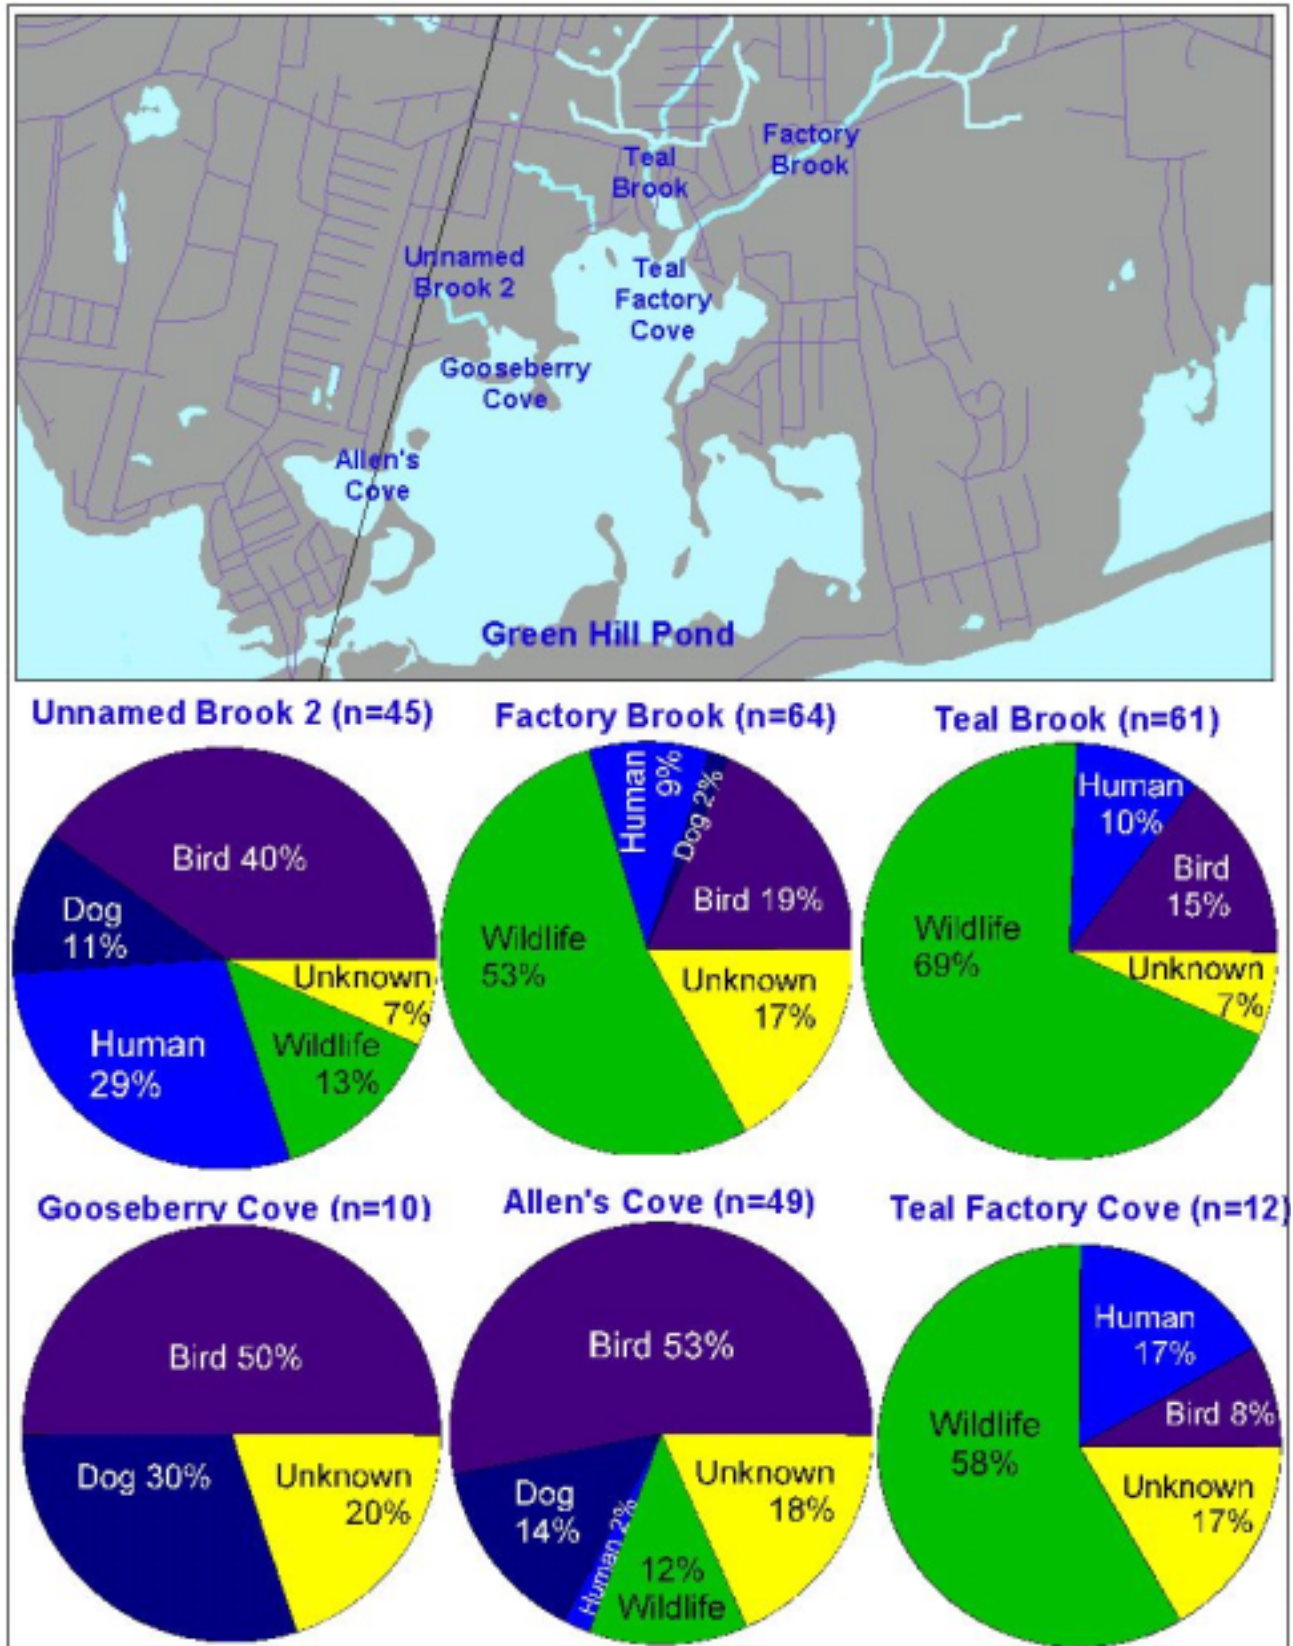 Factory
Brook
Teal
Brook
Unnamed
Brook 2
Teal
Factory
Cove
Gooseberry
Cove
Allen's
Cove
Green Hill Pond
Unnamed Brook 2 (n=45)
Bird 40%
Dog
11%
Human
29%
Wildlife
13%
Unknown
7%
Factory Brook (n=64)
Human
9%
Dog 2%
Bird 19%
Wildlife
53%
Unknown
17%
Teal Brook (n=61)
Human
10%
Bird
15%
Wildlife
69%
Unknown
7%
Gooseberry Cove (n=10)
Bird 50%
Dog 30%
Unknown
20%
Allen's Cove (n=49)
Bird 53%
Dog
14%
Human 2%
12%
Wildlife
Unknown
18%
Teal Factory Cove (n=12)
Human
17%
Bird 8%
Wildlife
58%
Unknown
17%